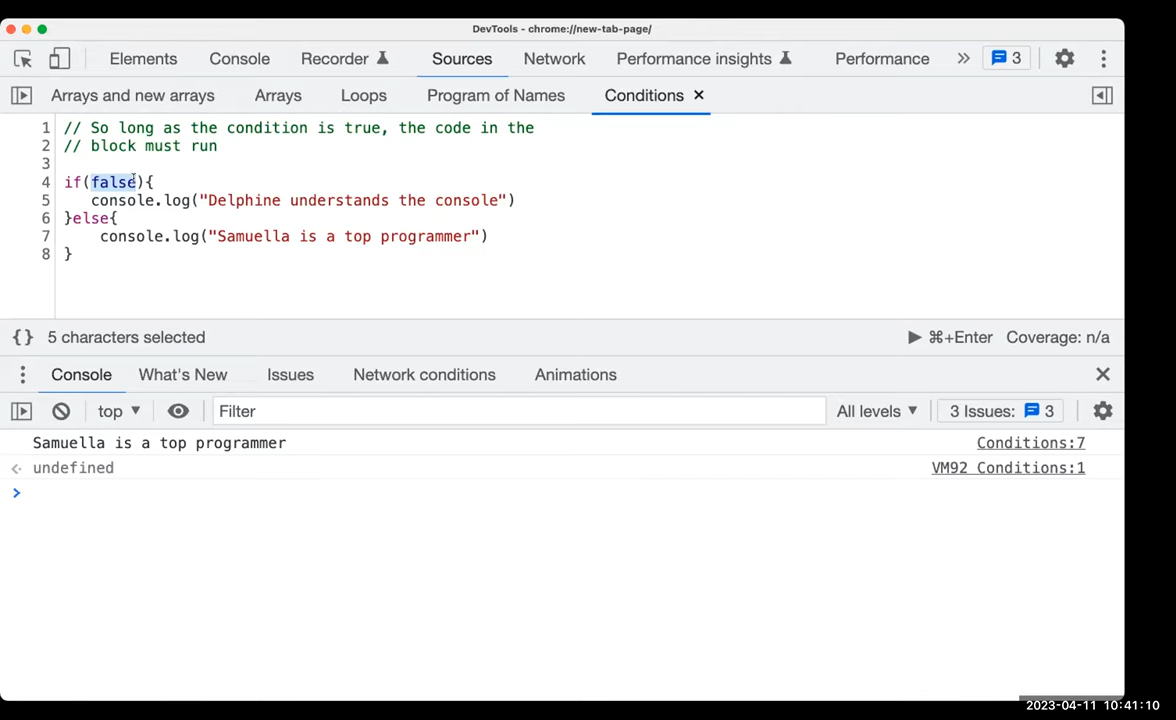 DevTools - chrome://new-tab-page/
Elements Console Recorder Sources Network Performance insights Performance » 3
Arrays and new arrays Arrays Loops Program of Names Conditions ×
1 // So long as the condition is true, the code in the
2 // block must run
3
4 if(false){
5 console.log("Delphine understands the console")
6 }else{
7 console.log("Samuella is a top programmer")
8 }
{} 5 characters selected ⌘+Enter Coverage: n/a
Console What's New Issues Network conditions Animations ×
top ▼ Filter All levels ▼ 3 Issues: 3
Samuella is a top programmer Conditions:7
undefined VM92 Conditions:1
>
2023-04-11 10:41:10